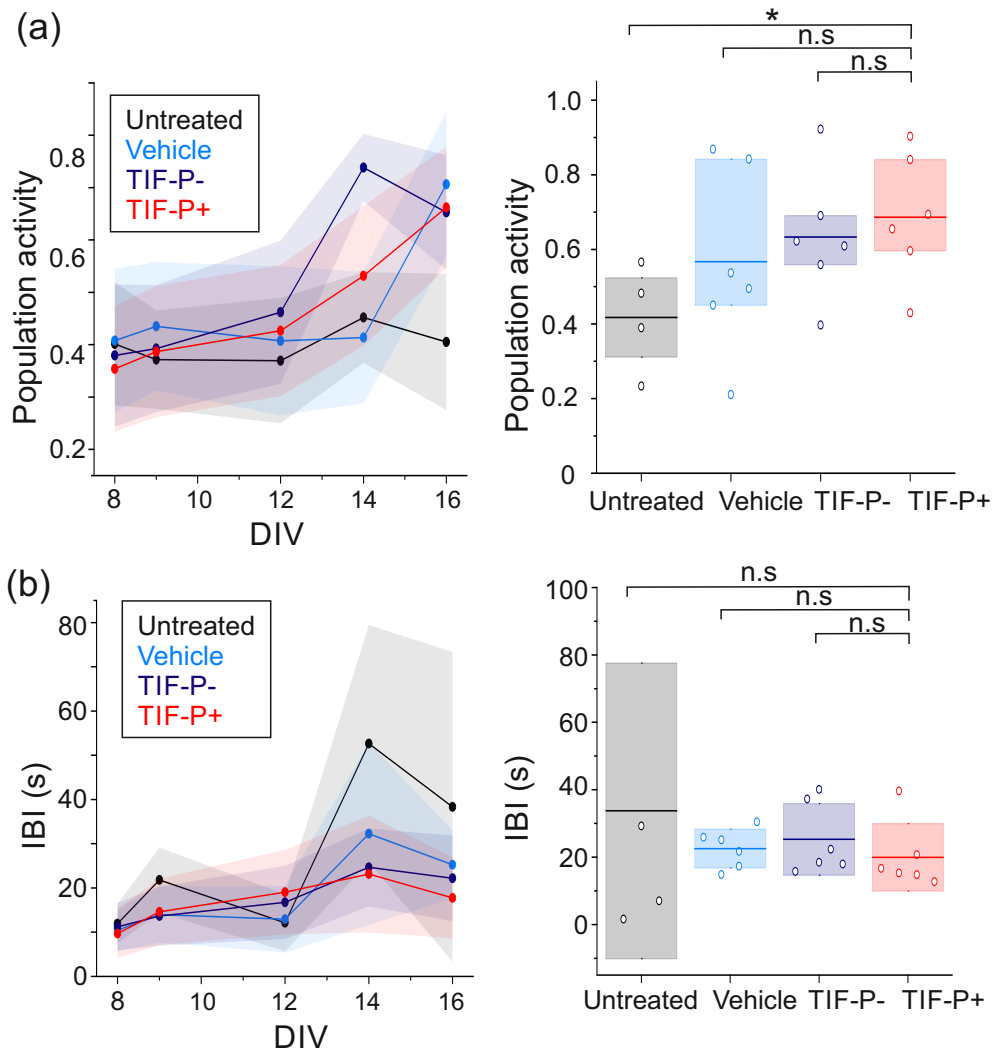 (a)
Untreated
Vehicle
TIF-P-
TIF-P+
Population activity
0.8
0.6
0.4
0.2
8 10 12 14 16
DIV
*
n.s
n.s
Population activity
1.0
0.8
0.6
0.4
0.2
0
Untreated Vehicle TIF-P- TIF-P+
(b)
Untreated
Vehicle
TIF-P-
TIF-P+
IBI (s)
80
60
40
20
0
8 10 12 14 16
DIV
n.s
n.s
n.s
IBI (s)
100
80
60
40
20
0
Untreated Vehicle TIF-P- TIF-P+